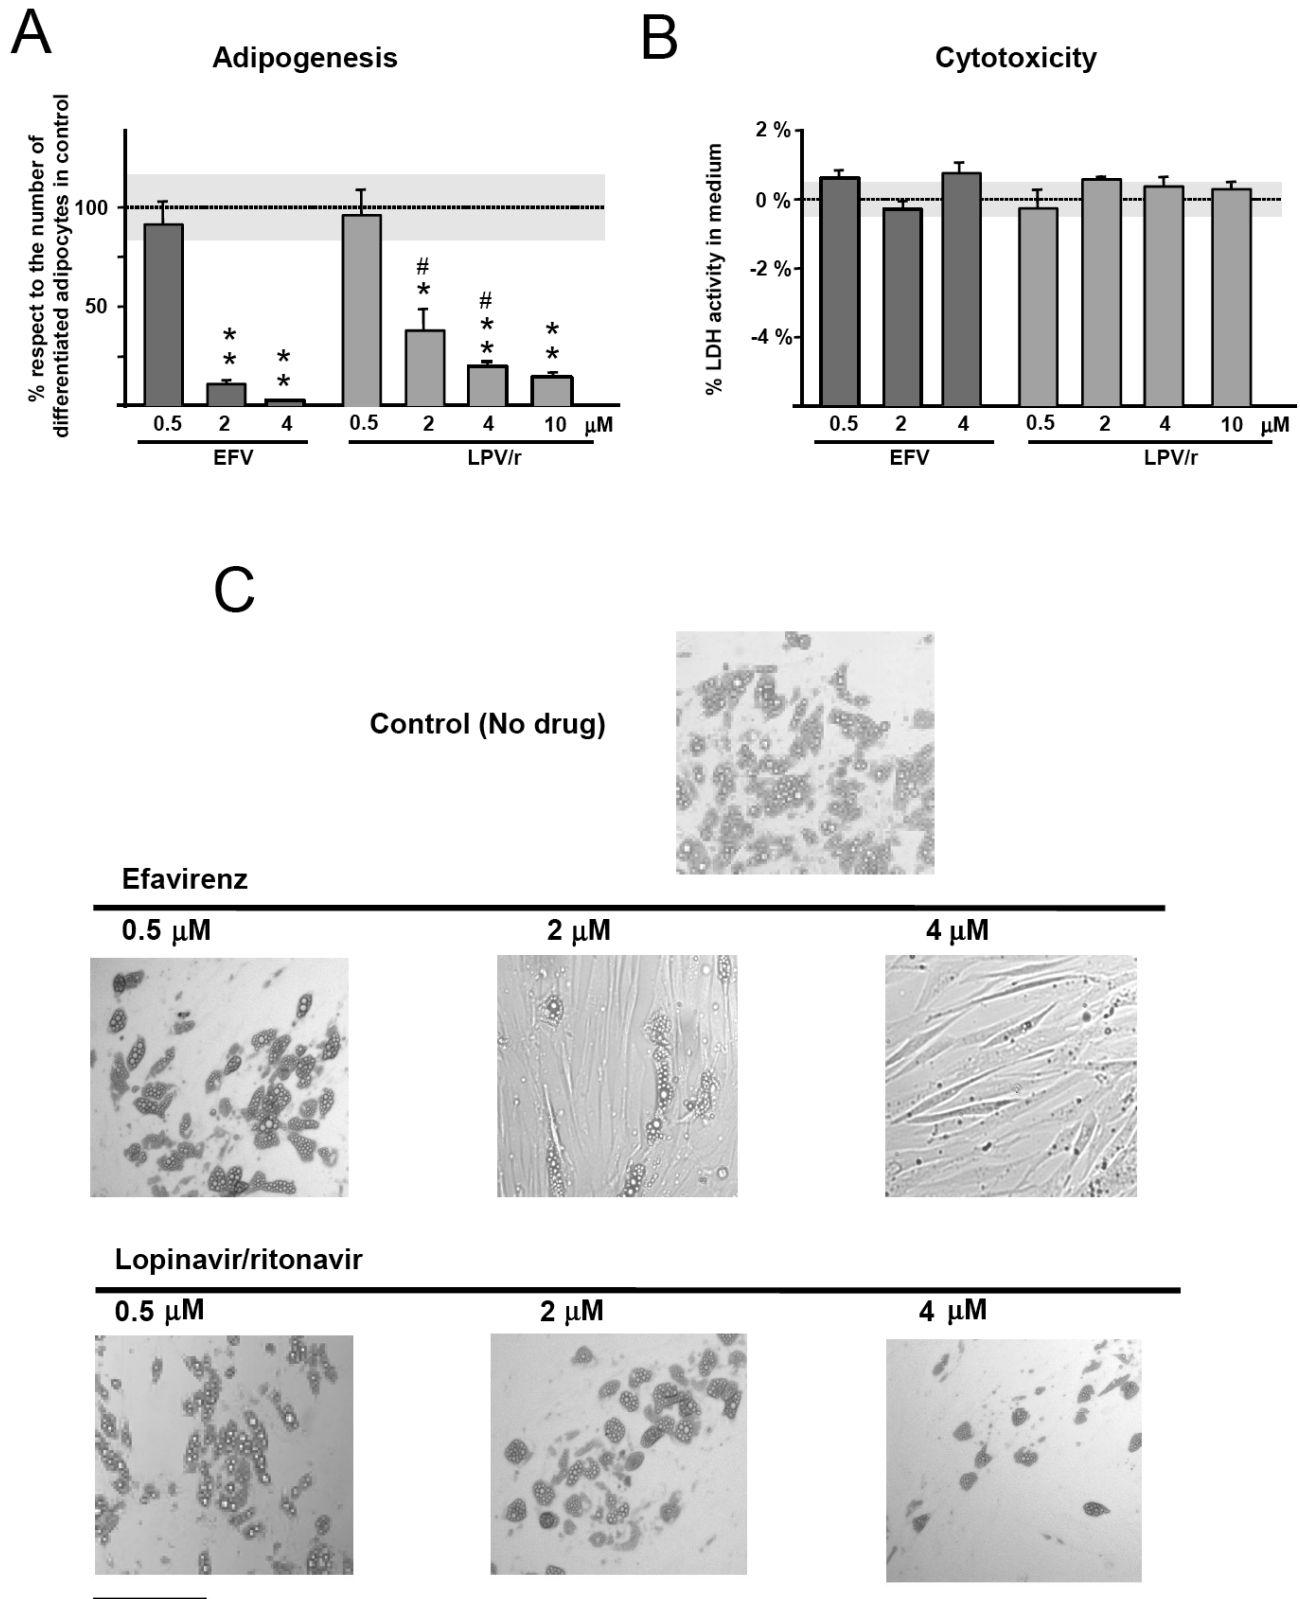 A
Adipogenesis
% respect to the number of
differentiated adipocytes in control
100
50
*
*
*
*
#
*
#
*
*
*
*
0.5 2 4 0.5 2 4 10 μM
EFV LPV/r
B
Cytotoxicity
% LDH activity in medium
2 %
0 %
-2 %
-4 %
0.5 2 4 0.5 2 4 10 μM
EFV LPV/r
C
Control (No drug)
Efavirenz
0.5 μM 2 μM 4 μM
Lopinavir/ritonavir
0.5 μM 2 μM 4 μM